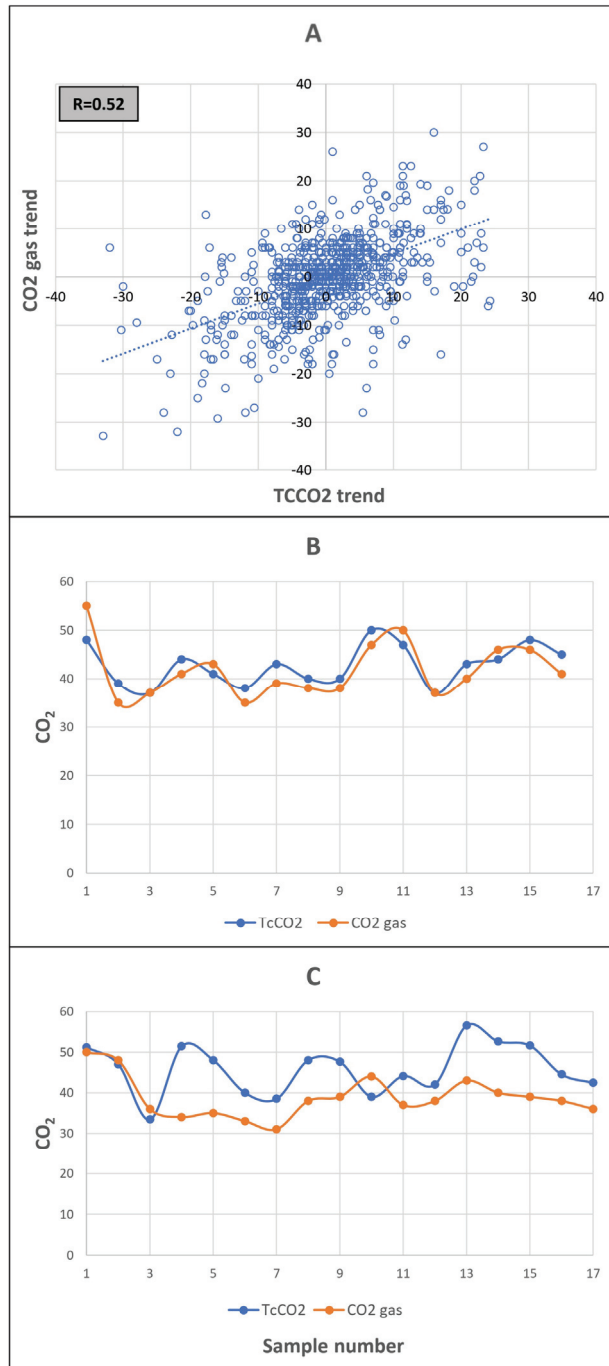 A
R=0.52
40
30
20
10
0
-40 -30 -20 -10 0 10 20 30 40
-10
-20
-30
-40
CO2 gas trend
TCCO2 trend
B
60
50
40
30
20
10
0
CO₂
1 3 5 7 9 11 13 15 17
TcCO2 CO2 gas
C
60
50
40
30
20
10
0
CO₂
1 3 5 7 9 11 13 15 17
TcCO2 CO2 gas
Sample number